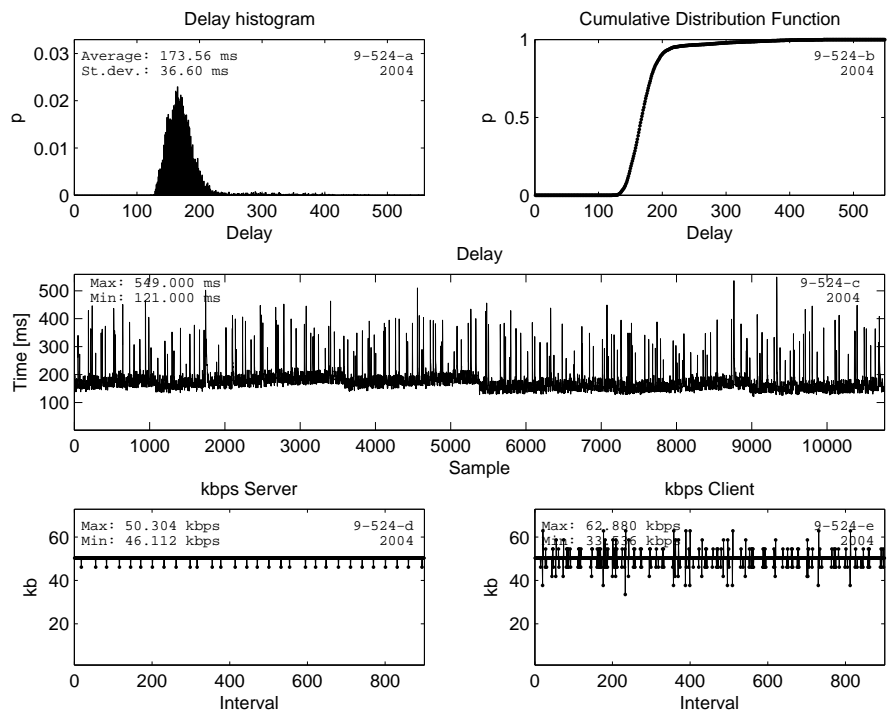 Delay histogram
Average: 173.56 ms
St.dev.: 36.60 ms
9-524-a
2004
p
0.03
0.02
0.01
0
0 100 200 300 400 500
Delay
Cumulative Distribution Function
9-524-b
2004
p
1
0.5
0
0 100 200 300 400 500
Delay
Delay
Max: 549.000 ms
Min: 121.000 ms
9-524-c
2004
Time [ms]
500
400
300
200
100
0 1000 2000 3000 4000 5000 6000 7000 8000 9000 10000
Sample
kbps Server
Max: 50.304 kbps
Min: 46.112 kbps
9-524-d
2004
kb
60
40
20
0 200 400 600 800
Interval
kbps Client
Max: 62.880 kbps
Min: 33.536 kbps
9-524-e
2004
kb
60
40
20
0 200 400 600 800
Interval